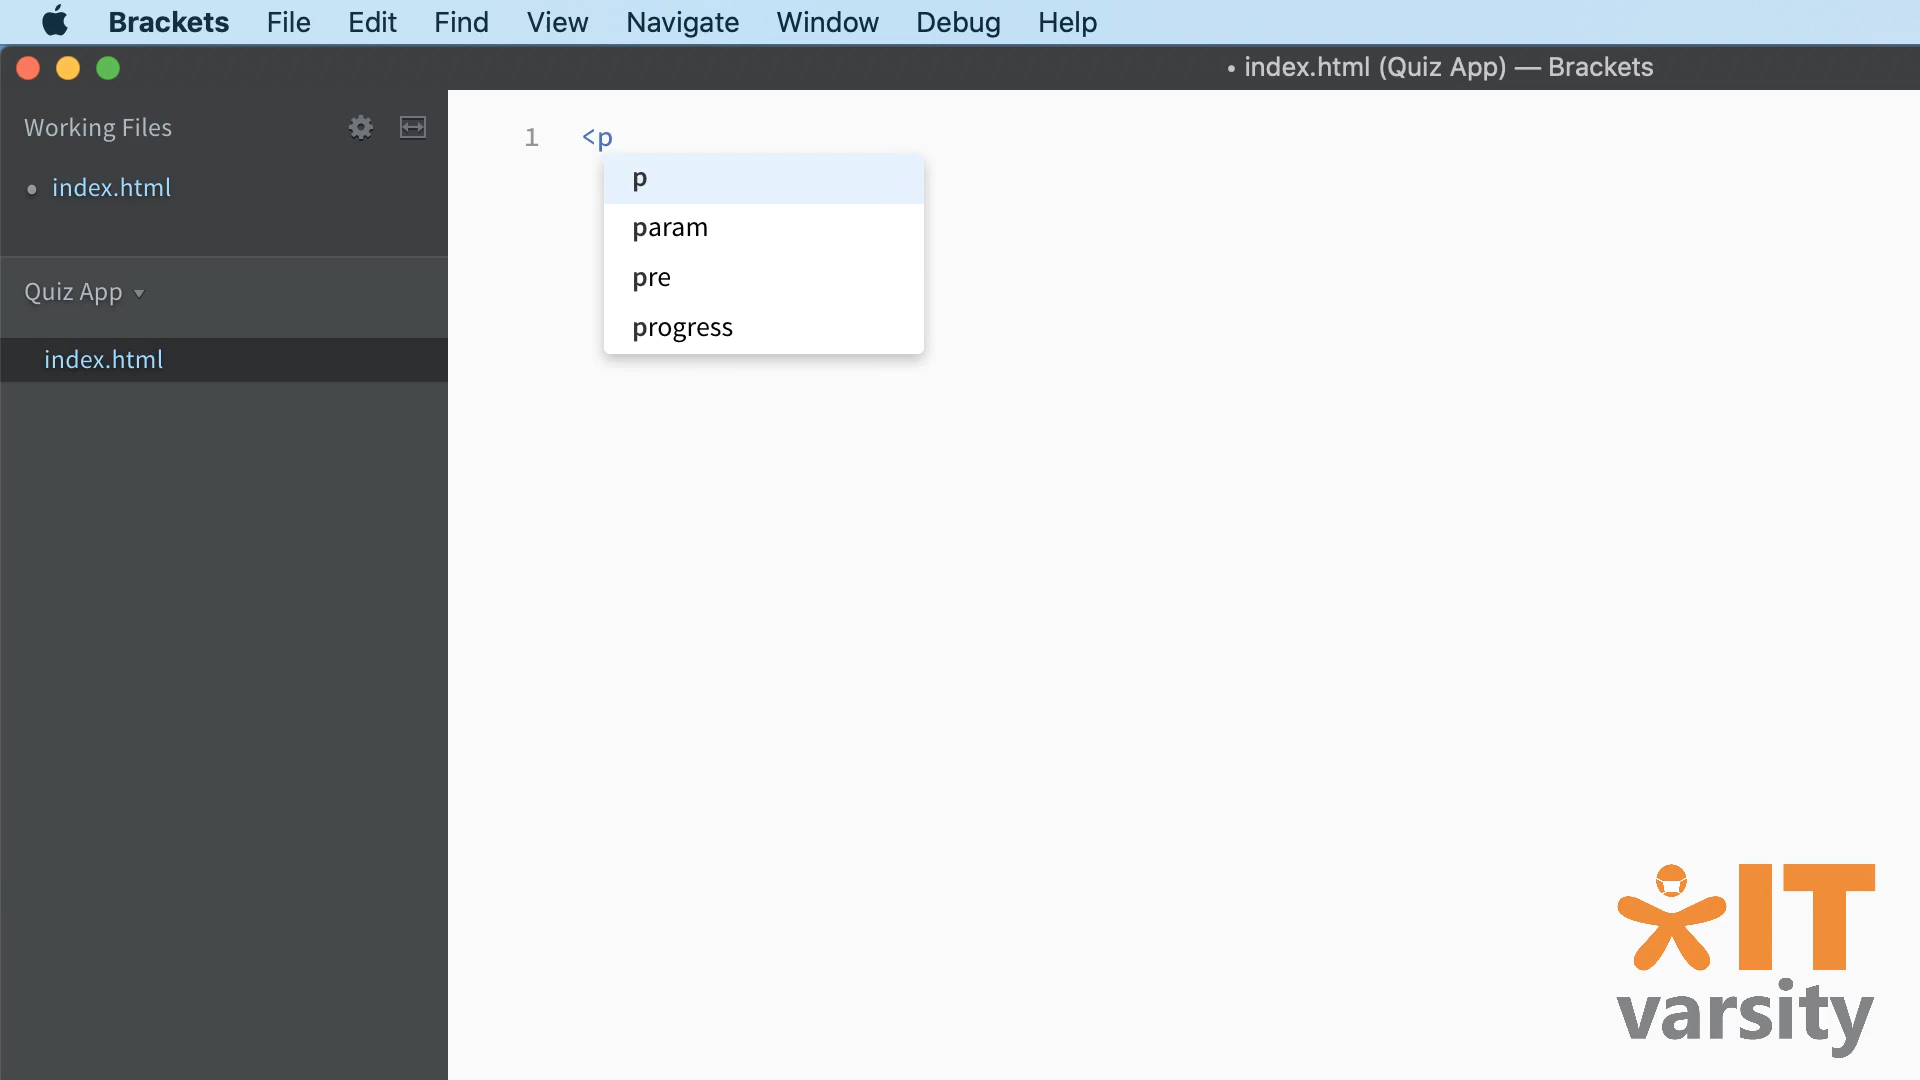 Brackets File Edit Find View Navigate Window Debug Help
• index.html (Quiz App) — Brackets
Working Files
• index.html
Quiz App ▾
index.html
1 <p
p
param
pre
progress
IT
varsity